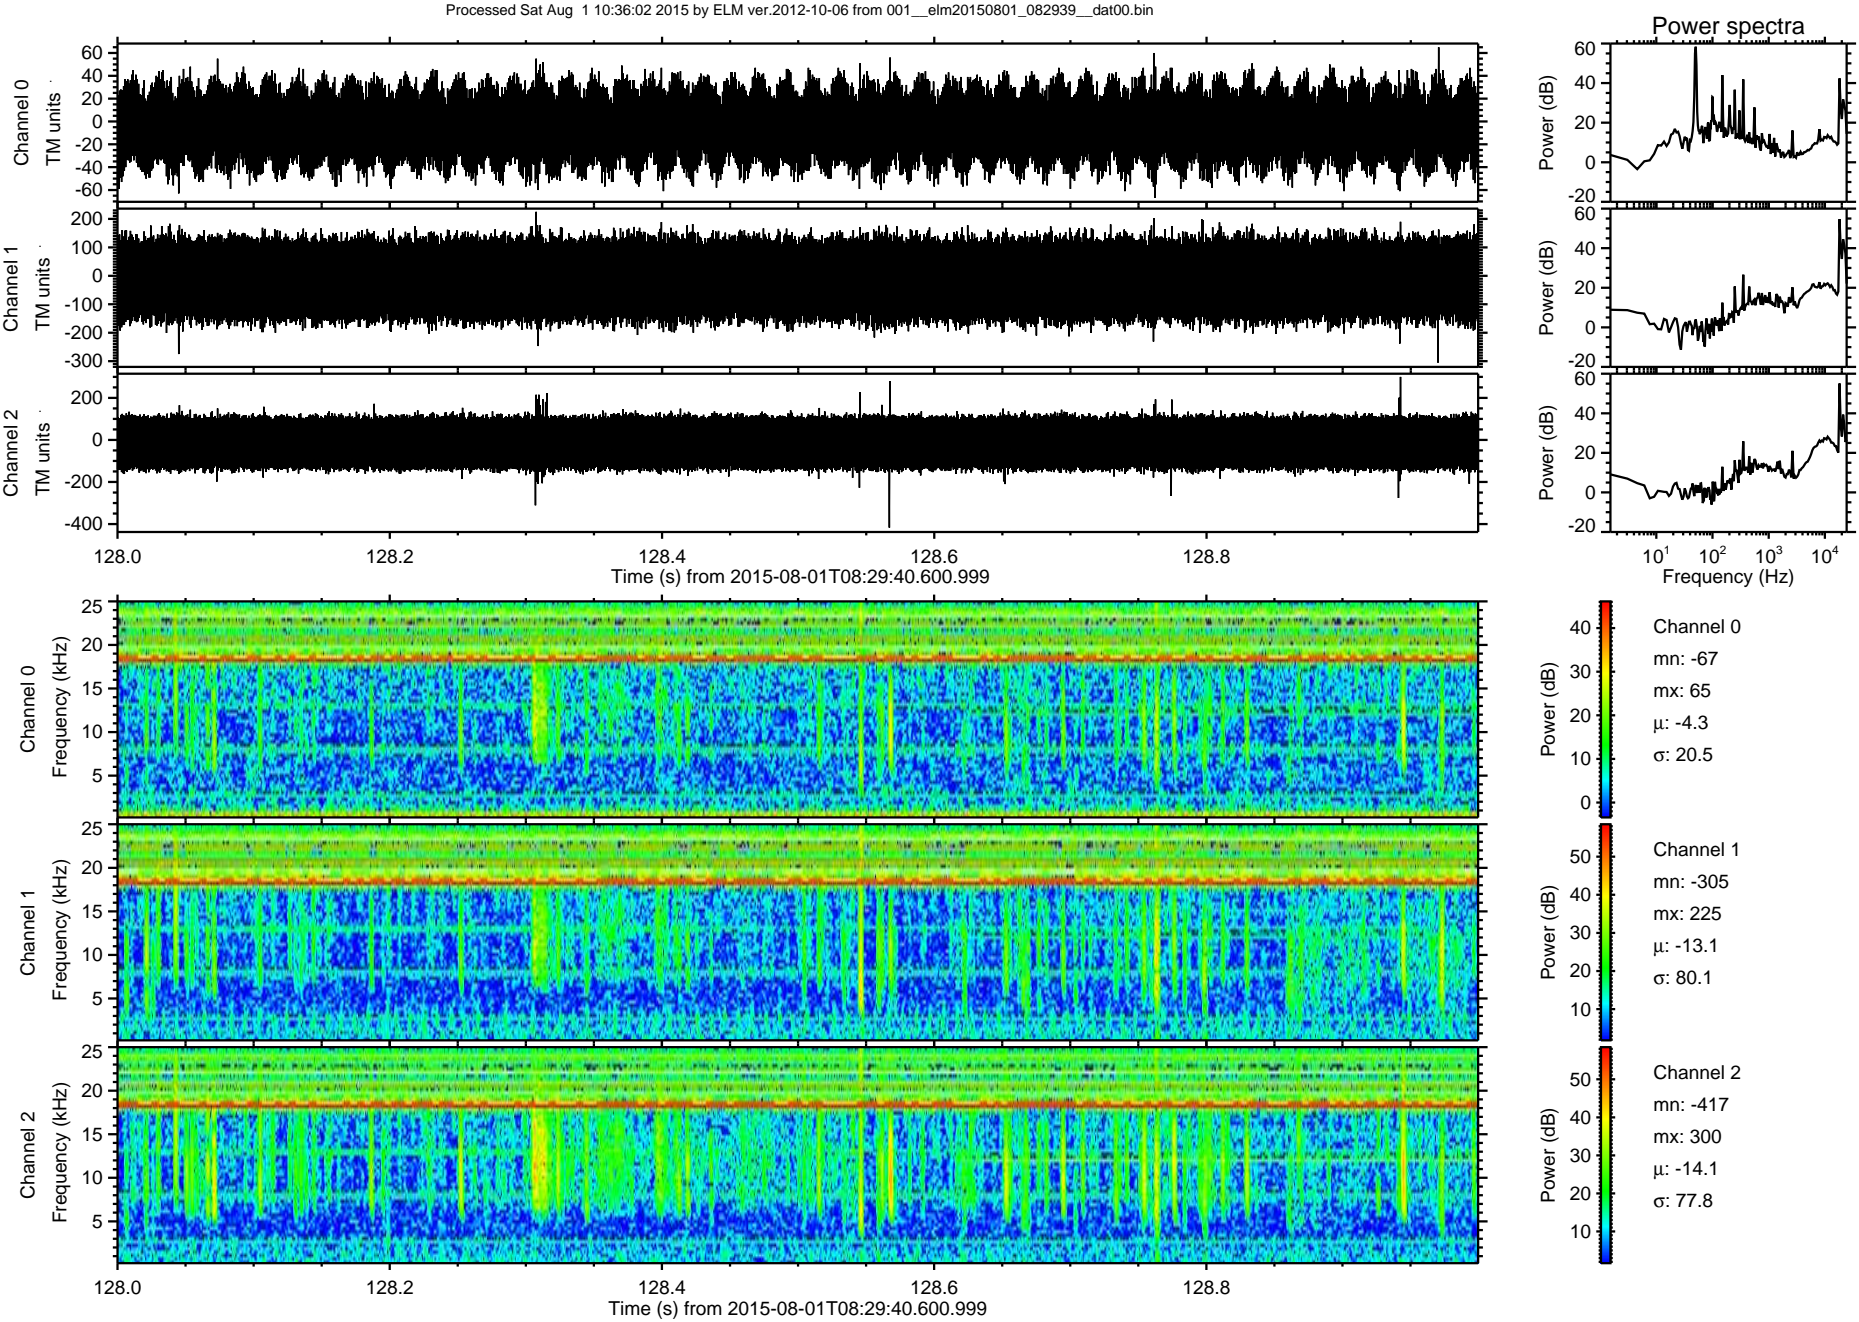 Processed Sat Aug  1 10:36:02 2015 by ELM ver.2012-10-06 from 001__elm20150801_082939__dat00.bin
Power spectra
Channel 0
TM units
60
40
20
0
-20
-40
-60
Power (dB)
60
40
20
0
-20
Channel 1
TM units
200
100
0
-100
-200
-300
Power (dB)
60
40
20
0
-20
Channel 2
TM units
200
0
-200
-400
Power (dB)
60
40
20
0
-20
128.0 128.2 128.4 128.6 128.8
Time (s) from 2015-08-01T08:29:40.600.999
10¹ 10² 10³ 10⁴
Frequency (Hz)
Channel 0
Frequency (kHz)
25
20
15
10
5
Power (dB)
40
30
20
10
0
Channel 0
mn: -67
mx: 65
μ: -4.3
σ: 20.5
Channel 1
Frequency (kHz)
25
20
15
10
5
Power (dB)
50
40
30
20
10
Channel 1
mn: -305
mx: 225
μ: -13.1
σ: 80.1
Channel 2
Frequency (kHz)
25
20
15
10
5
Power (dB)
50
40
30
20
10
Channel 2
mn: -417
mx: 300
μ: -14.1
σ: 77.8
128.0 128.2 128.4 128.6 128.8
Time (s) from 2015-08-01T08:29:40.600.999